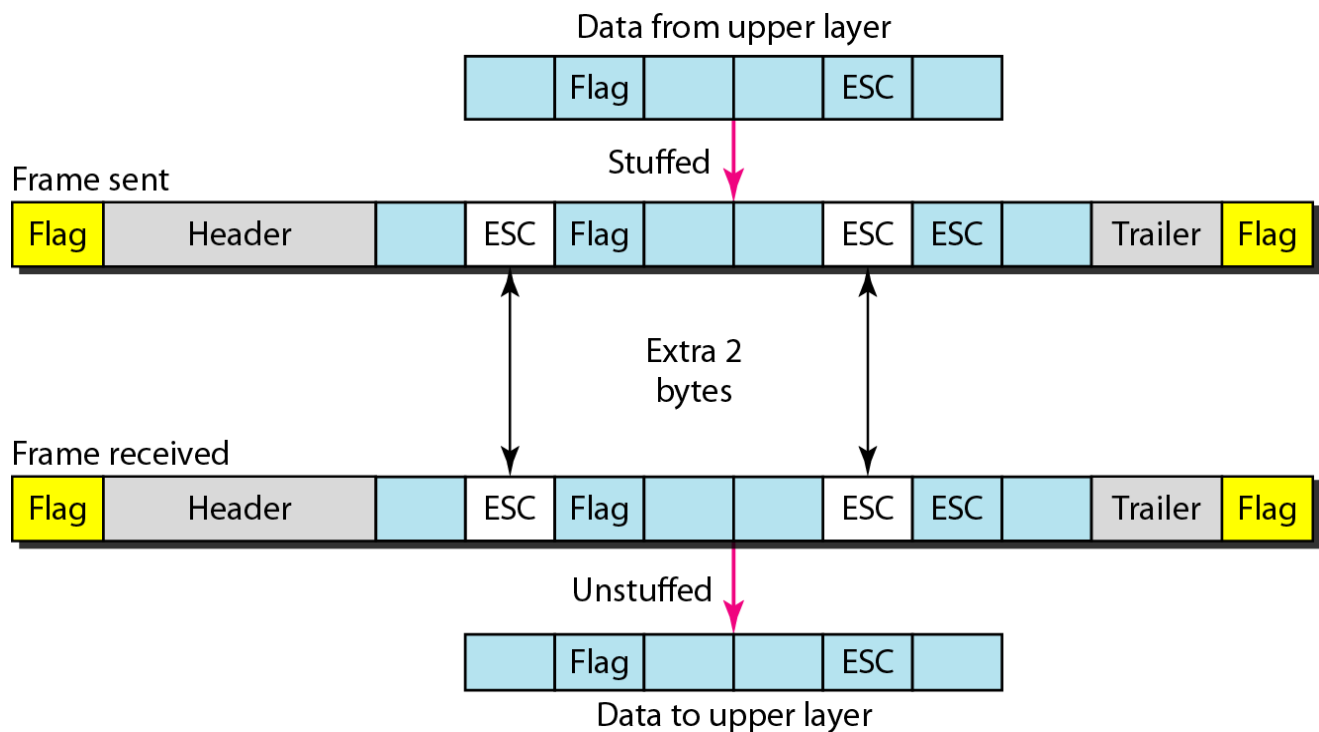 Data from upper layer
Flag ESC
Stuffed
Frame sent
Flag Header ESC Flag ESC ESC Trailer Flag
Extra 2
bytes
Frame received
Flag Header ESC Flag ESC ESC Trailer Flag
Unstuffed
Flag ESC
Data to upper layer